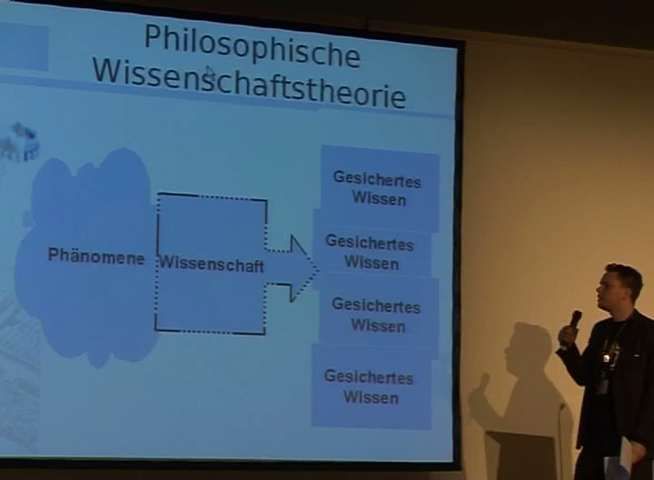 Philosophische
Wissenschaftstheorie
Phänomene
Wissenschaft
Gesichertes
Wissen
Gesichertes
Wissen
Gesichertes
Wissen
Gesichertes
Wissen